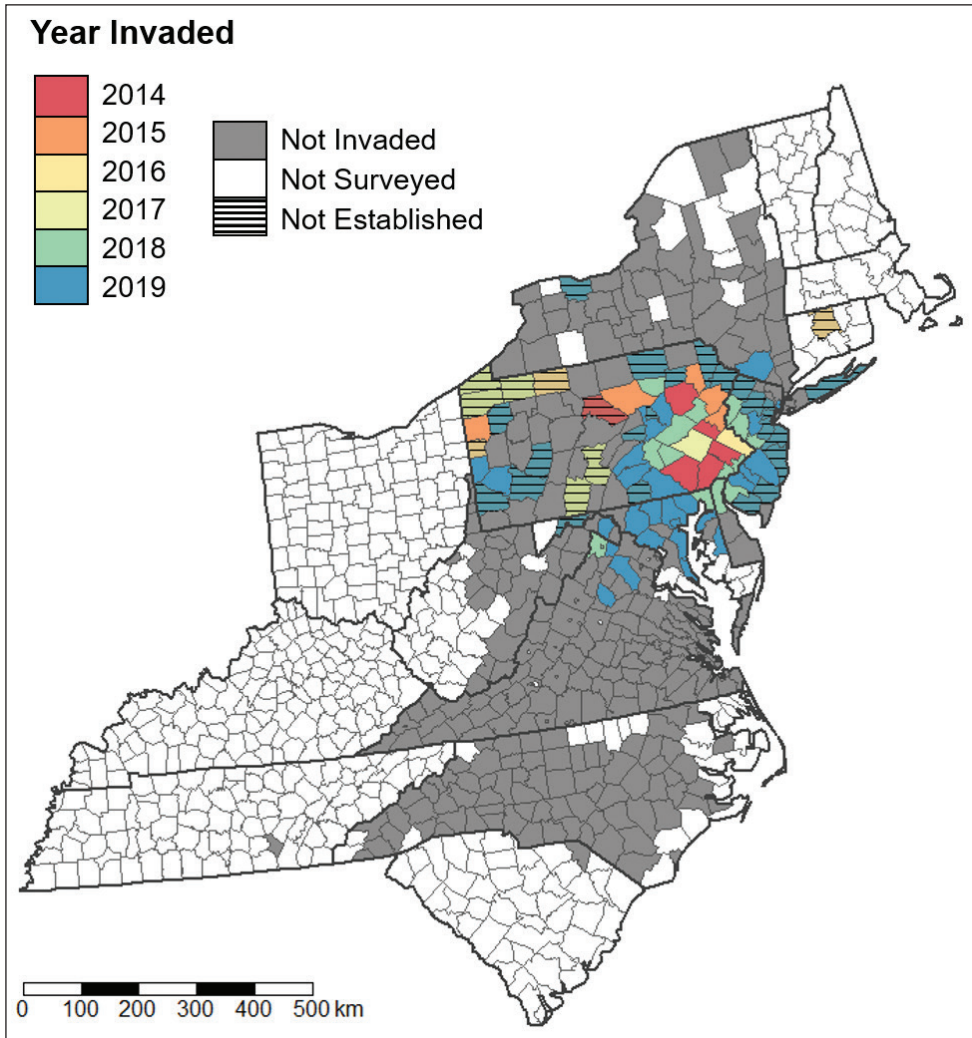 Year Invaded
2014
2015
2016
2017
2018
2019
Not Invaded
Not Surveyed
Not Established
0 100 200 300 400 500 km